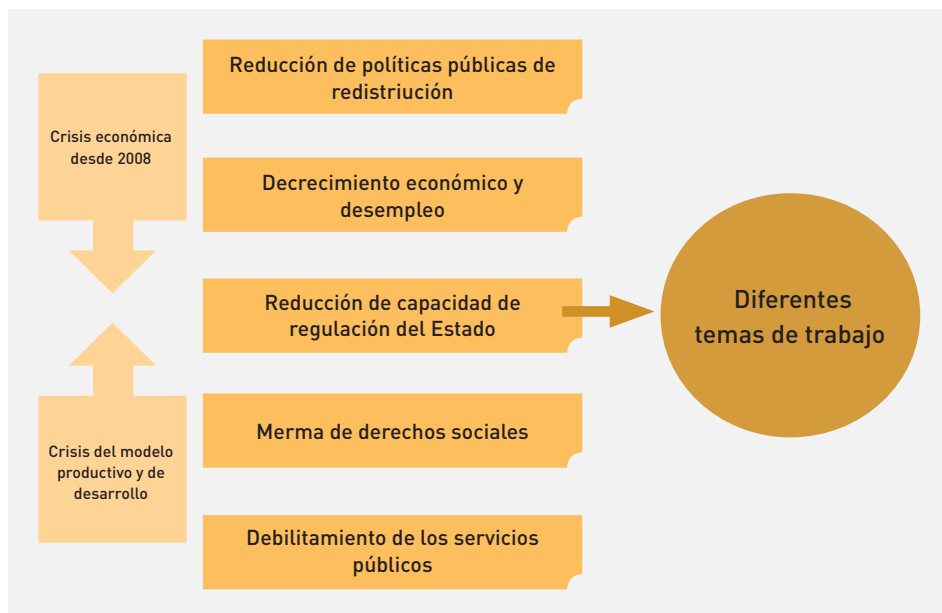 Reducción de políticas públicas de
redistriución
Crisis económica
desde 2008
Decrecimiento económico y
desempleo
Reducción de capacidad de
regulación del Estado
Diferentes
temas de trabajo
Merma de derechos sociales
Crisis del modelo
productivo y de
desarrollo
Debilitamiento de los servicios
públicos